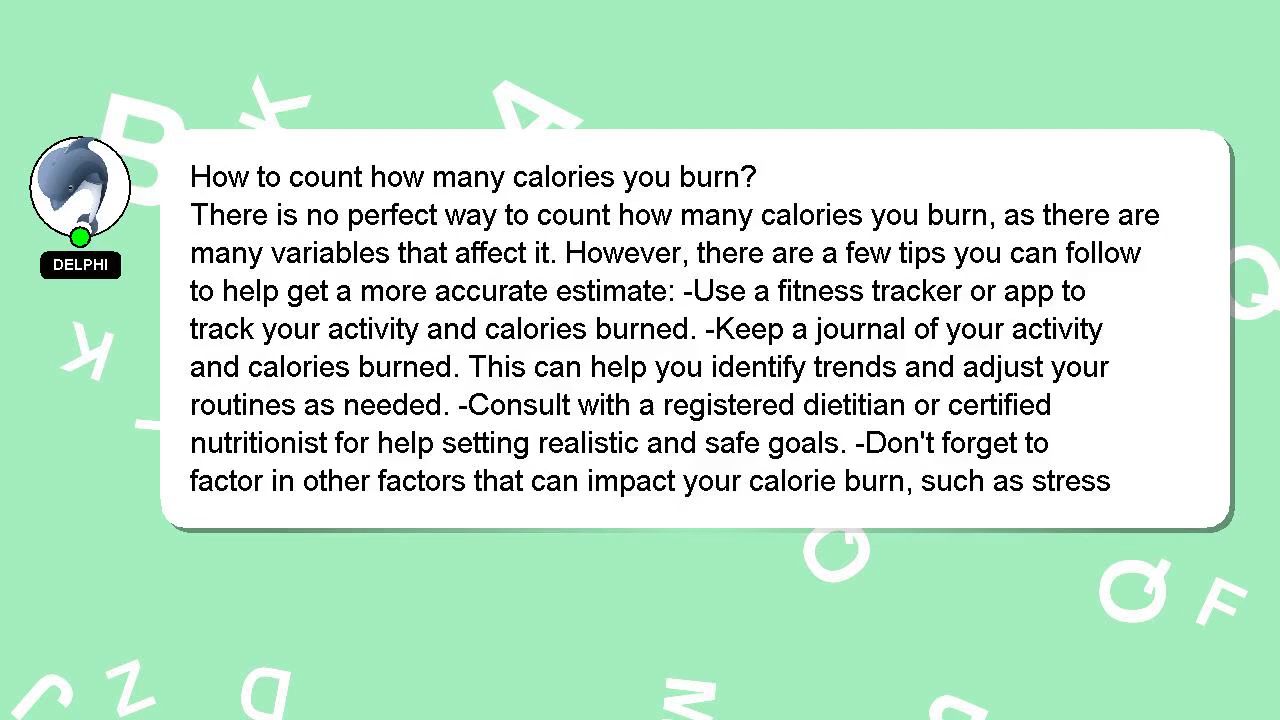 B
K
A
How to count how many calories you burn?
There is no perfect way to count how many calories you burn, as there are
many variables that affect it. However, there are a few tips you can follow
to help get a more accurate estimate: -Use a fitness tracker or app to
track your activity and calories burned. -Keep a journal of your activity
and calories burned. This can help you identify trends and adjust your
routines as needed. -Consult with a registered dietitian or certified
nutritionist for help setting realistic and safe goals. -Don't forget to
factor in other factors that can impact your calorie burn, such as stress
DELPHI
Q
K
Q
Q
F
J
Z
D
M